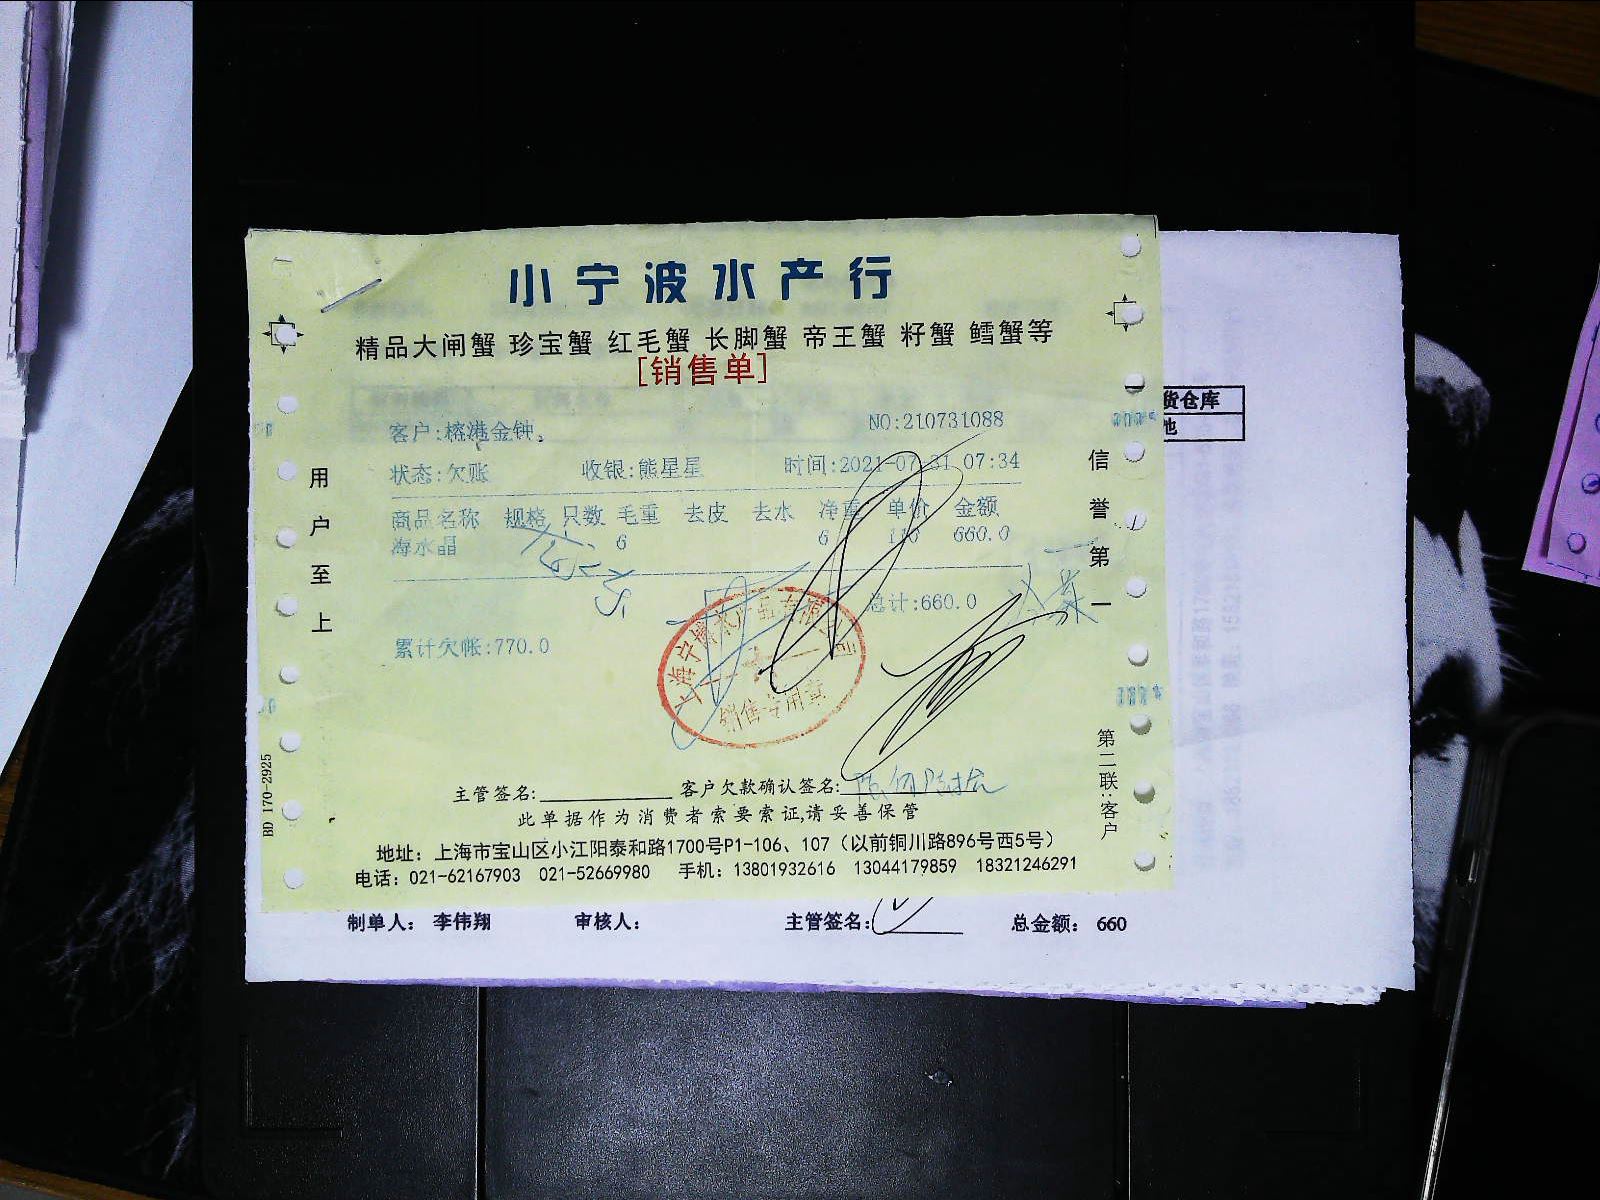 小宁波水产行
精品大闸蟹 珍宝蟹 红毛蟹 长脚蟹 帝王蟹 籽蟹 鳕蟹等
[销售单]
客户:榕港金钟, NO:210731088
状态:欠账 收银:熊星星 时间:2021-07-31 07:34
商品名称 规格 只数 毛重 去皮 去水 净重 单价 金额
海水晶 6 6 110 660.0
总计:660.0
累计欠帐:770.0
销售专用章
主管签名: 客户欠款确认签名:
此单据作为消费者索要索证,请妥善保管
地址：上海市宝山区小江阳泰和路1700号P1-106、107（以前铜川路896号西5号）
电话：021-62167903 021-52669980 手机：13801932616 13044179859 18321246291
用户至上
信誉第一
第二联:客户
BD 170-2925
货仓库
制单人： 李伟翔 审核人： 主管签名： 总金额： 660